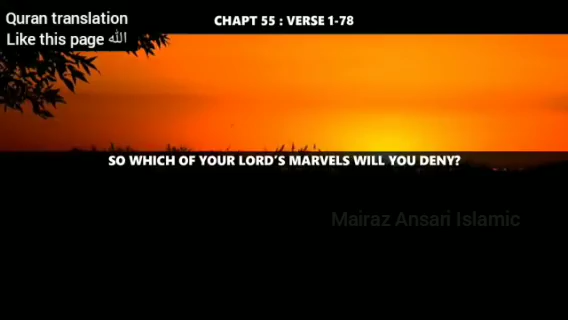 Quran translation
CHAPT 55 : VERSE 1-78
Like this page الله
SO WHICH OF YOUR LORD'S MARVELS WILL YOU DENY?
Mairaz Ansari Islamic